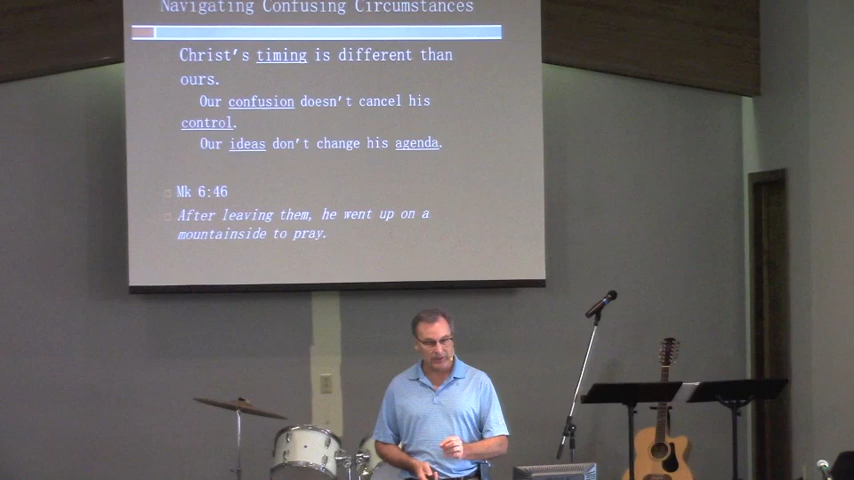 Navigating Confusing Circumstances
Christ's timing is different than
ours.
Our confusion doesn't cancel his
control.
Our ideas don't change his agenda.
Mk 6:46
After leaving them, he went up on a
mountainside to pray.